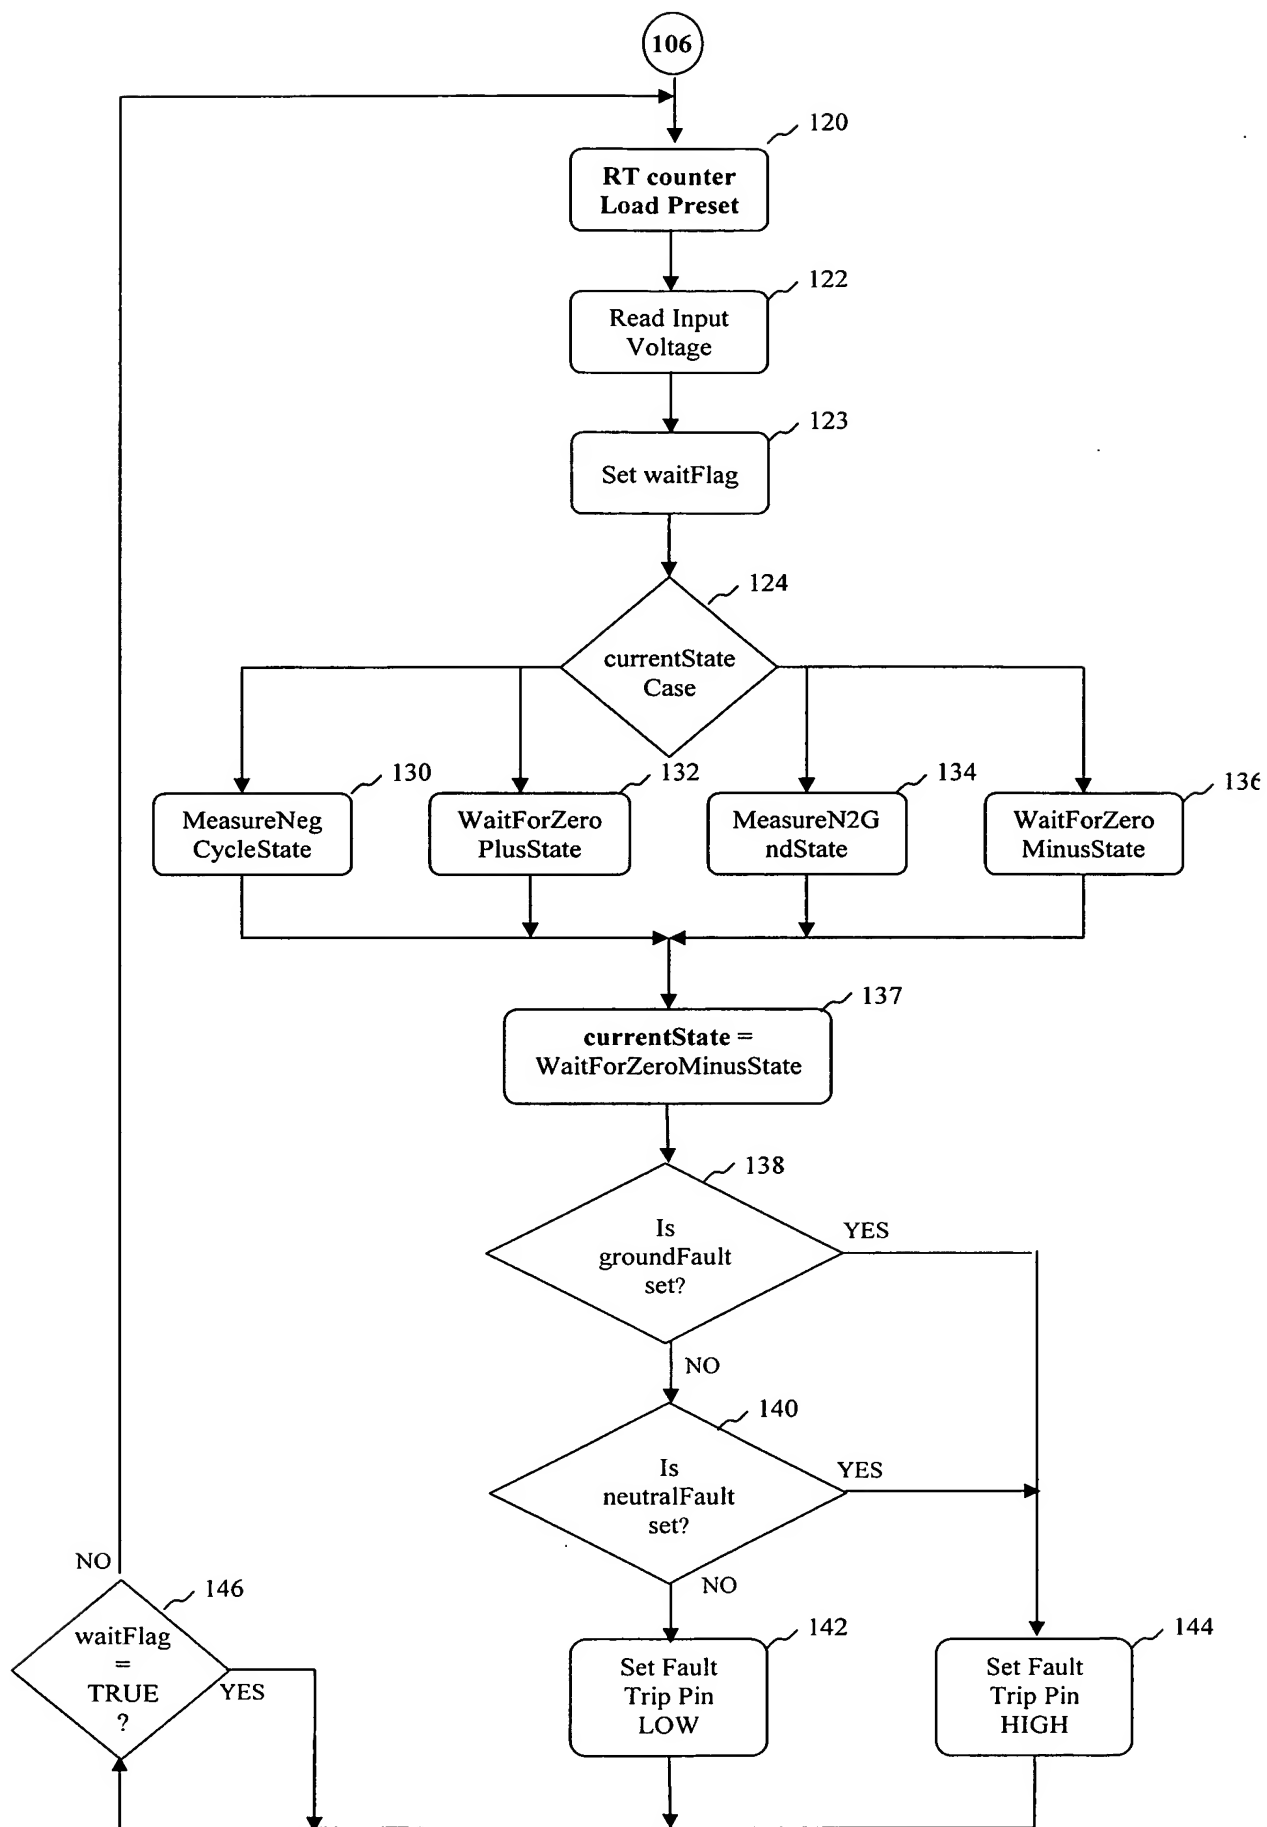 106
120
RT counter
Load Preset
122
Read Input
Voltage
123
Set waitFlag
124
currentState
Case
130
132
134
136
MeasureNeg
CycleState
WaitForZero
PlusState
MeasureN2G
ndState
WaitForZero
MinusState
137
currentState =
WaitForZeroMinusState
138
Is
groundFault
set?
YES
NO
140
Is
neutralFault
set?
YES
NO
NO
146
waitFlag
=
TRUE
?
YES
142
Set Fault
Trip Pin
LOW
144
Set Fault
Trip Pin
HIGH